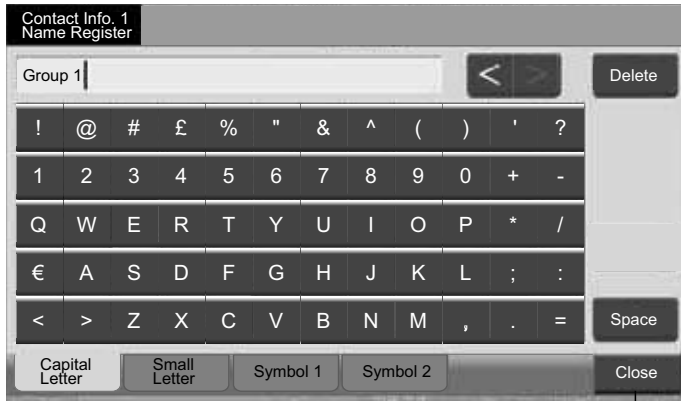 Contact Info. 1
Name Register
Group 1
< >
Delete
! @ # £ % " & ^ ( ) ' ?
1 2 3 4 5 6 7 8 9 0 + -
Q W E R T Y U I O P * /
€ A S D F G H J K L ; :
< > Z X C V B N M , . =
Space
Capital
Letter
Small
Letter
Symbol 1
Symbol 2
Close